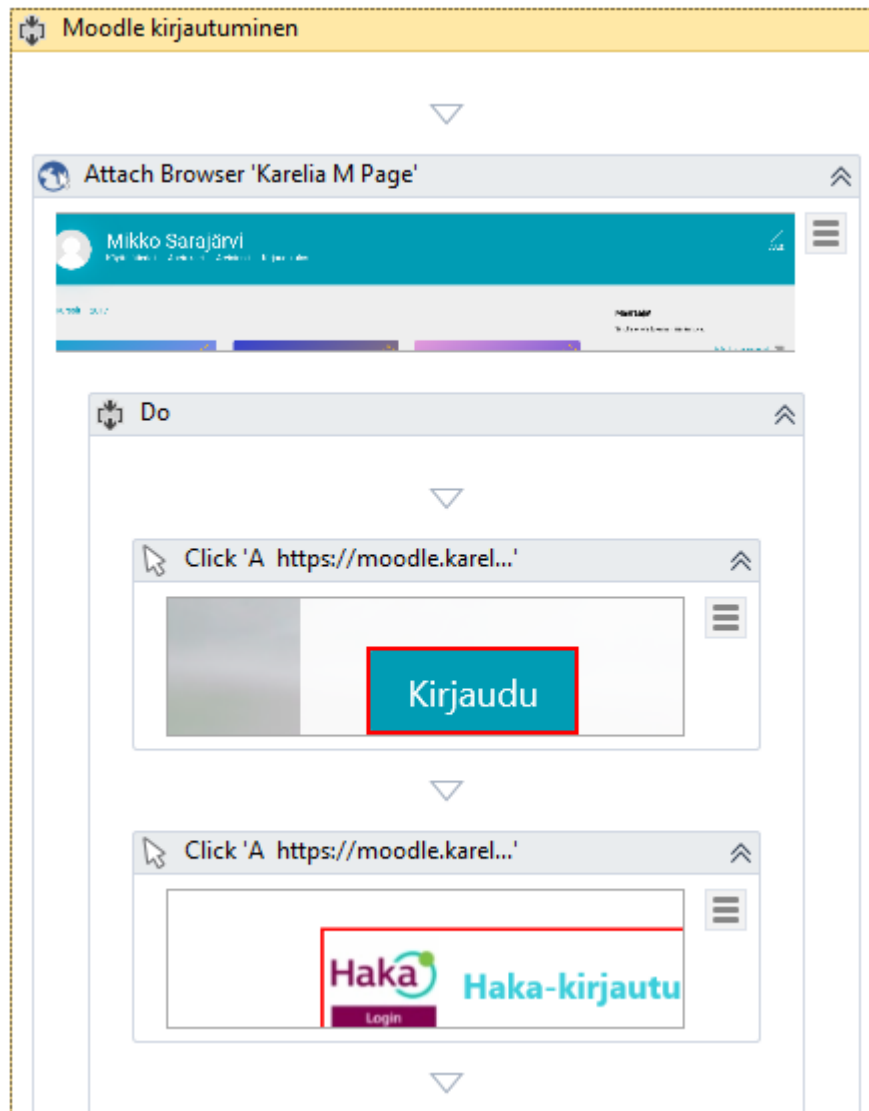 Moodle kirjautuminen
Attach Browser 'Karelia M Page'
Mikko Sarajärvi
2017
Do
Click 'A https://moodle.karel...'
Kirjaudu
Click 'A https://moodle.karel...'
Haka
Haka-kirjautu
Login